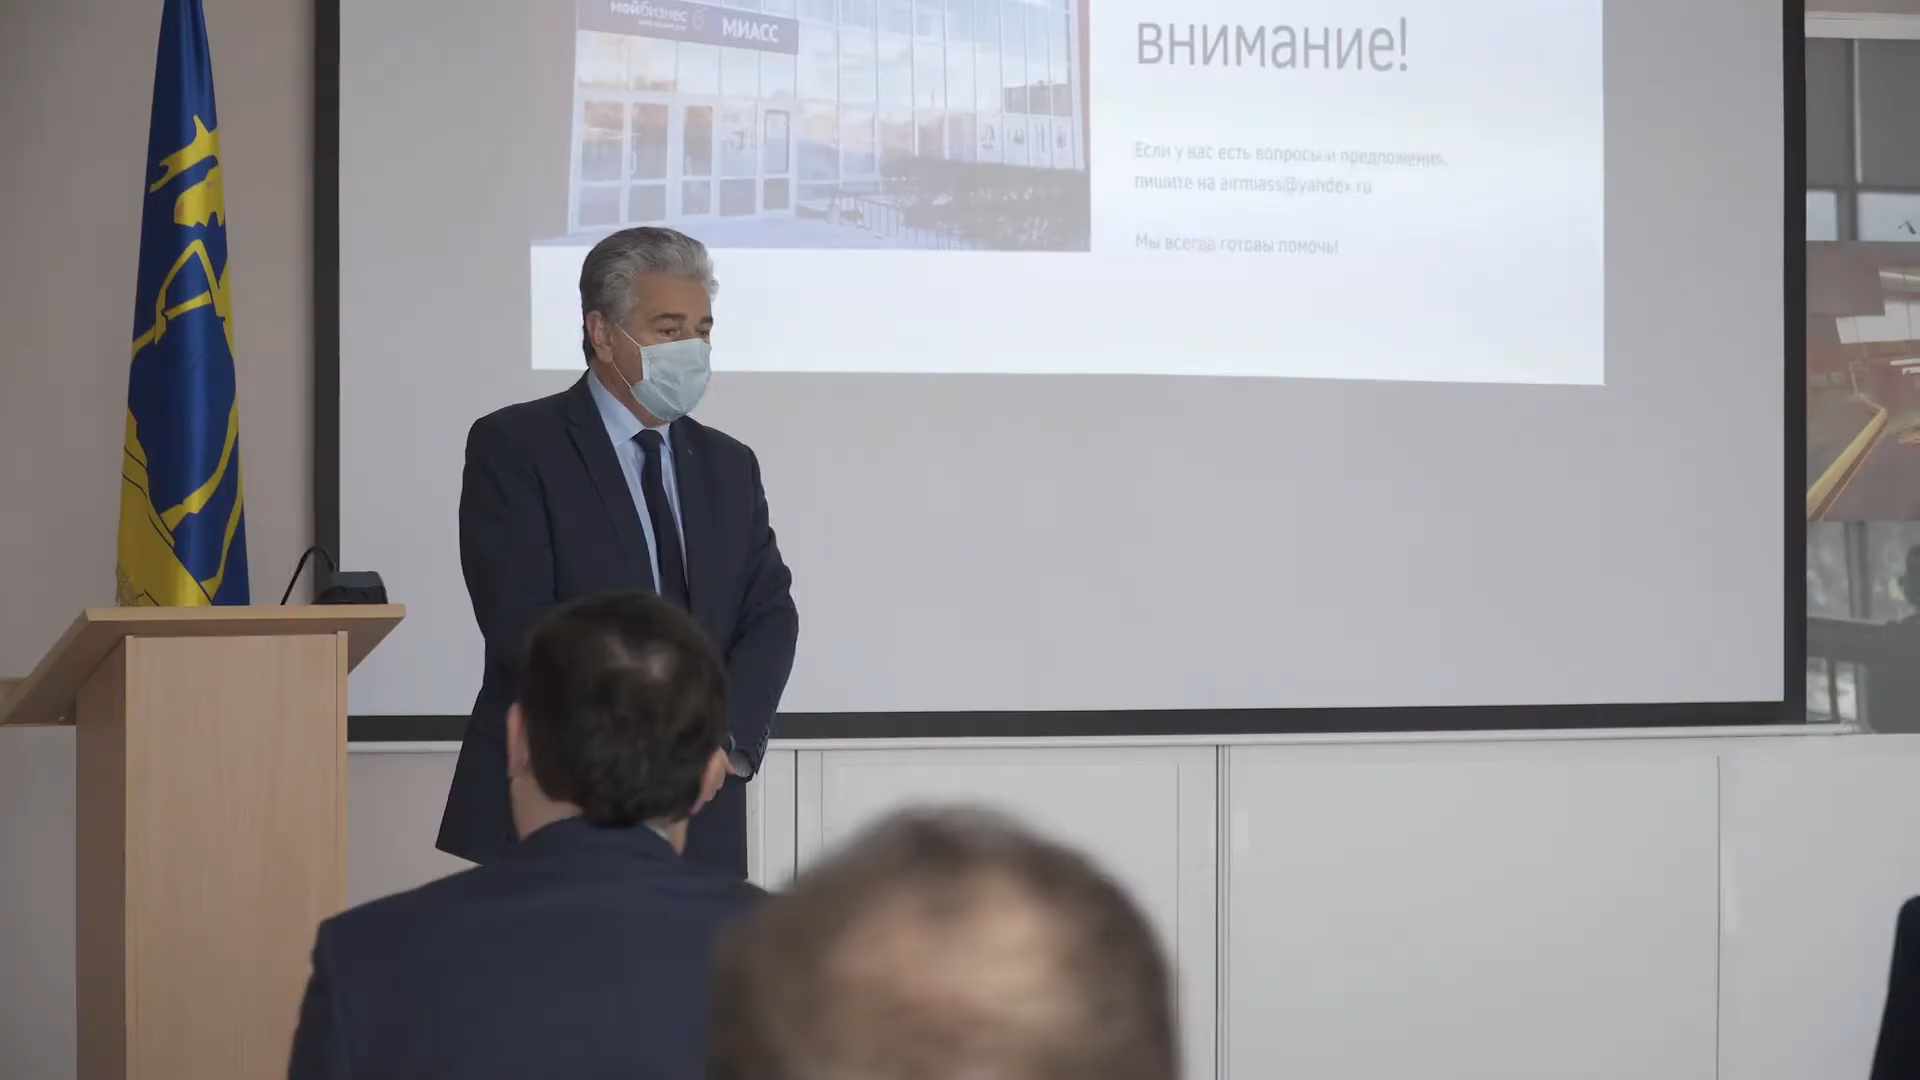 мойбизнес
МИАСС
внимание!
Если у вас есть вопросы и предложения,
пишите на airmiass@yandex.ru
Мы всегда готовы помочь!